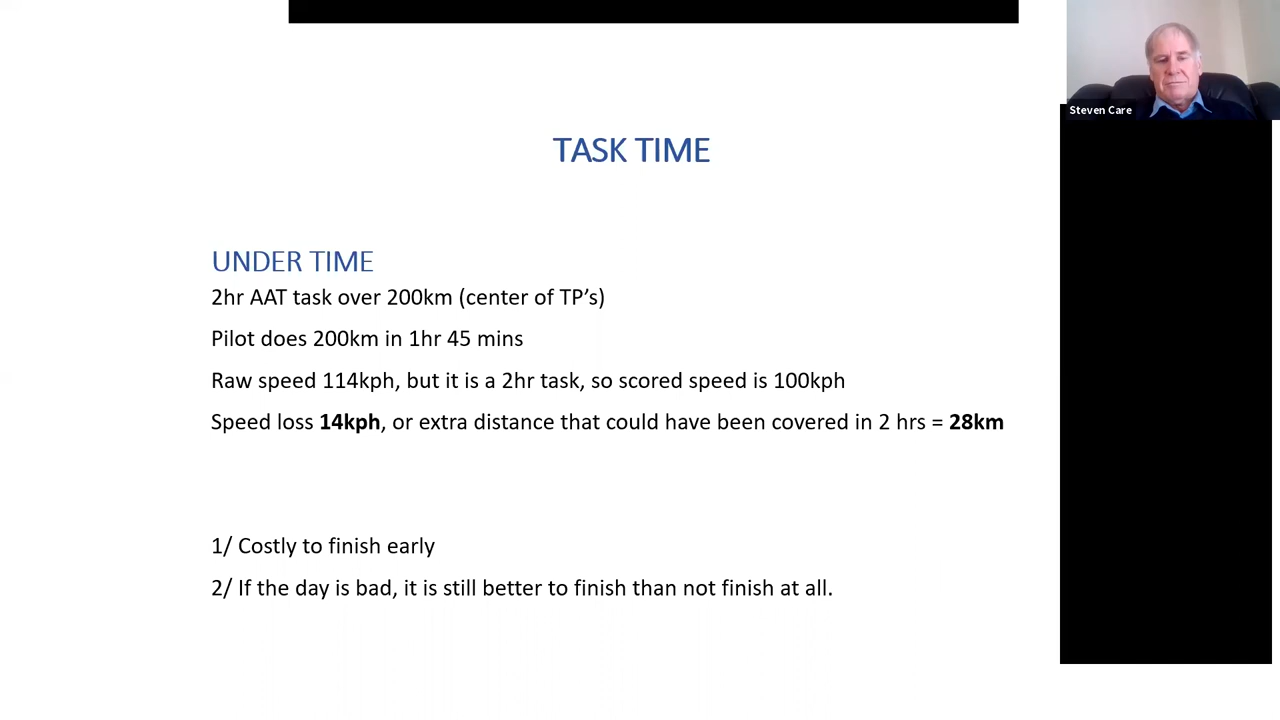 Steven Care
TASK TIME
UNDER TIME
2hr AAT task over 200km (center of TP's)
Pilot does 200km in 1hr 45 mins
Raw speed 114kph, but it is a 2hr task, so scored speed is 100kph
Speed loss 14kph, or extra distance that could have been covered in 2 hrs = 28km
1/ Costly to finish early
2/ If the day is bad, it is still better to finish than not finish at all.